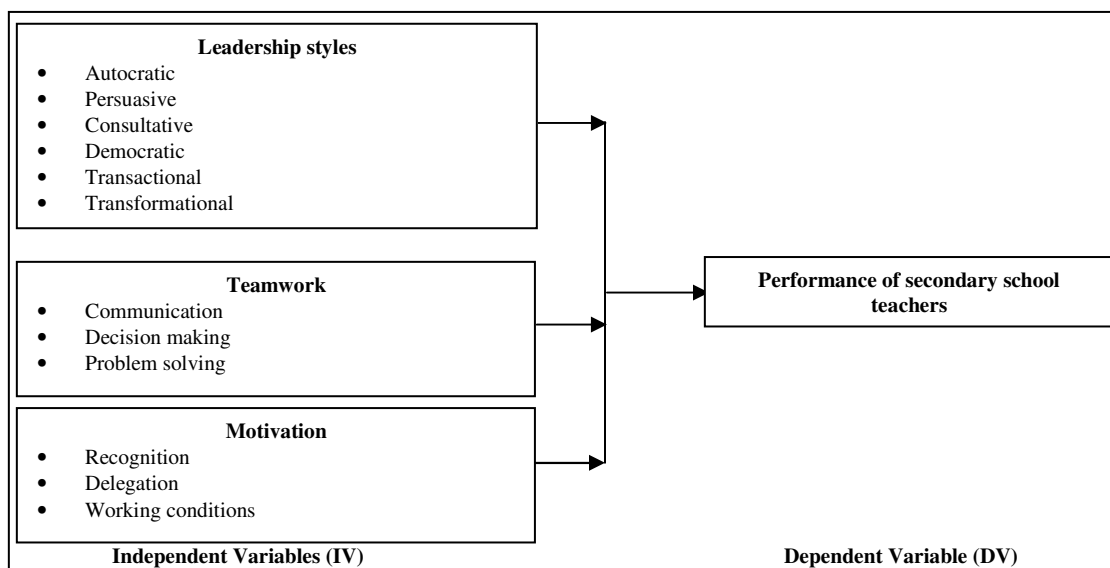 Leadership styles
• Autocratic
• Persuasive
• Consultative
• Democratic
• Transactional
• Transformational
Teamwork
• Communication
• Decision making
• Problem solving
Motivation
• Recognition
• Delegation
• Working conditions
Performance of secondary school
teachers
Independent Variables (IV)
Dependent Variable (DV)